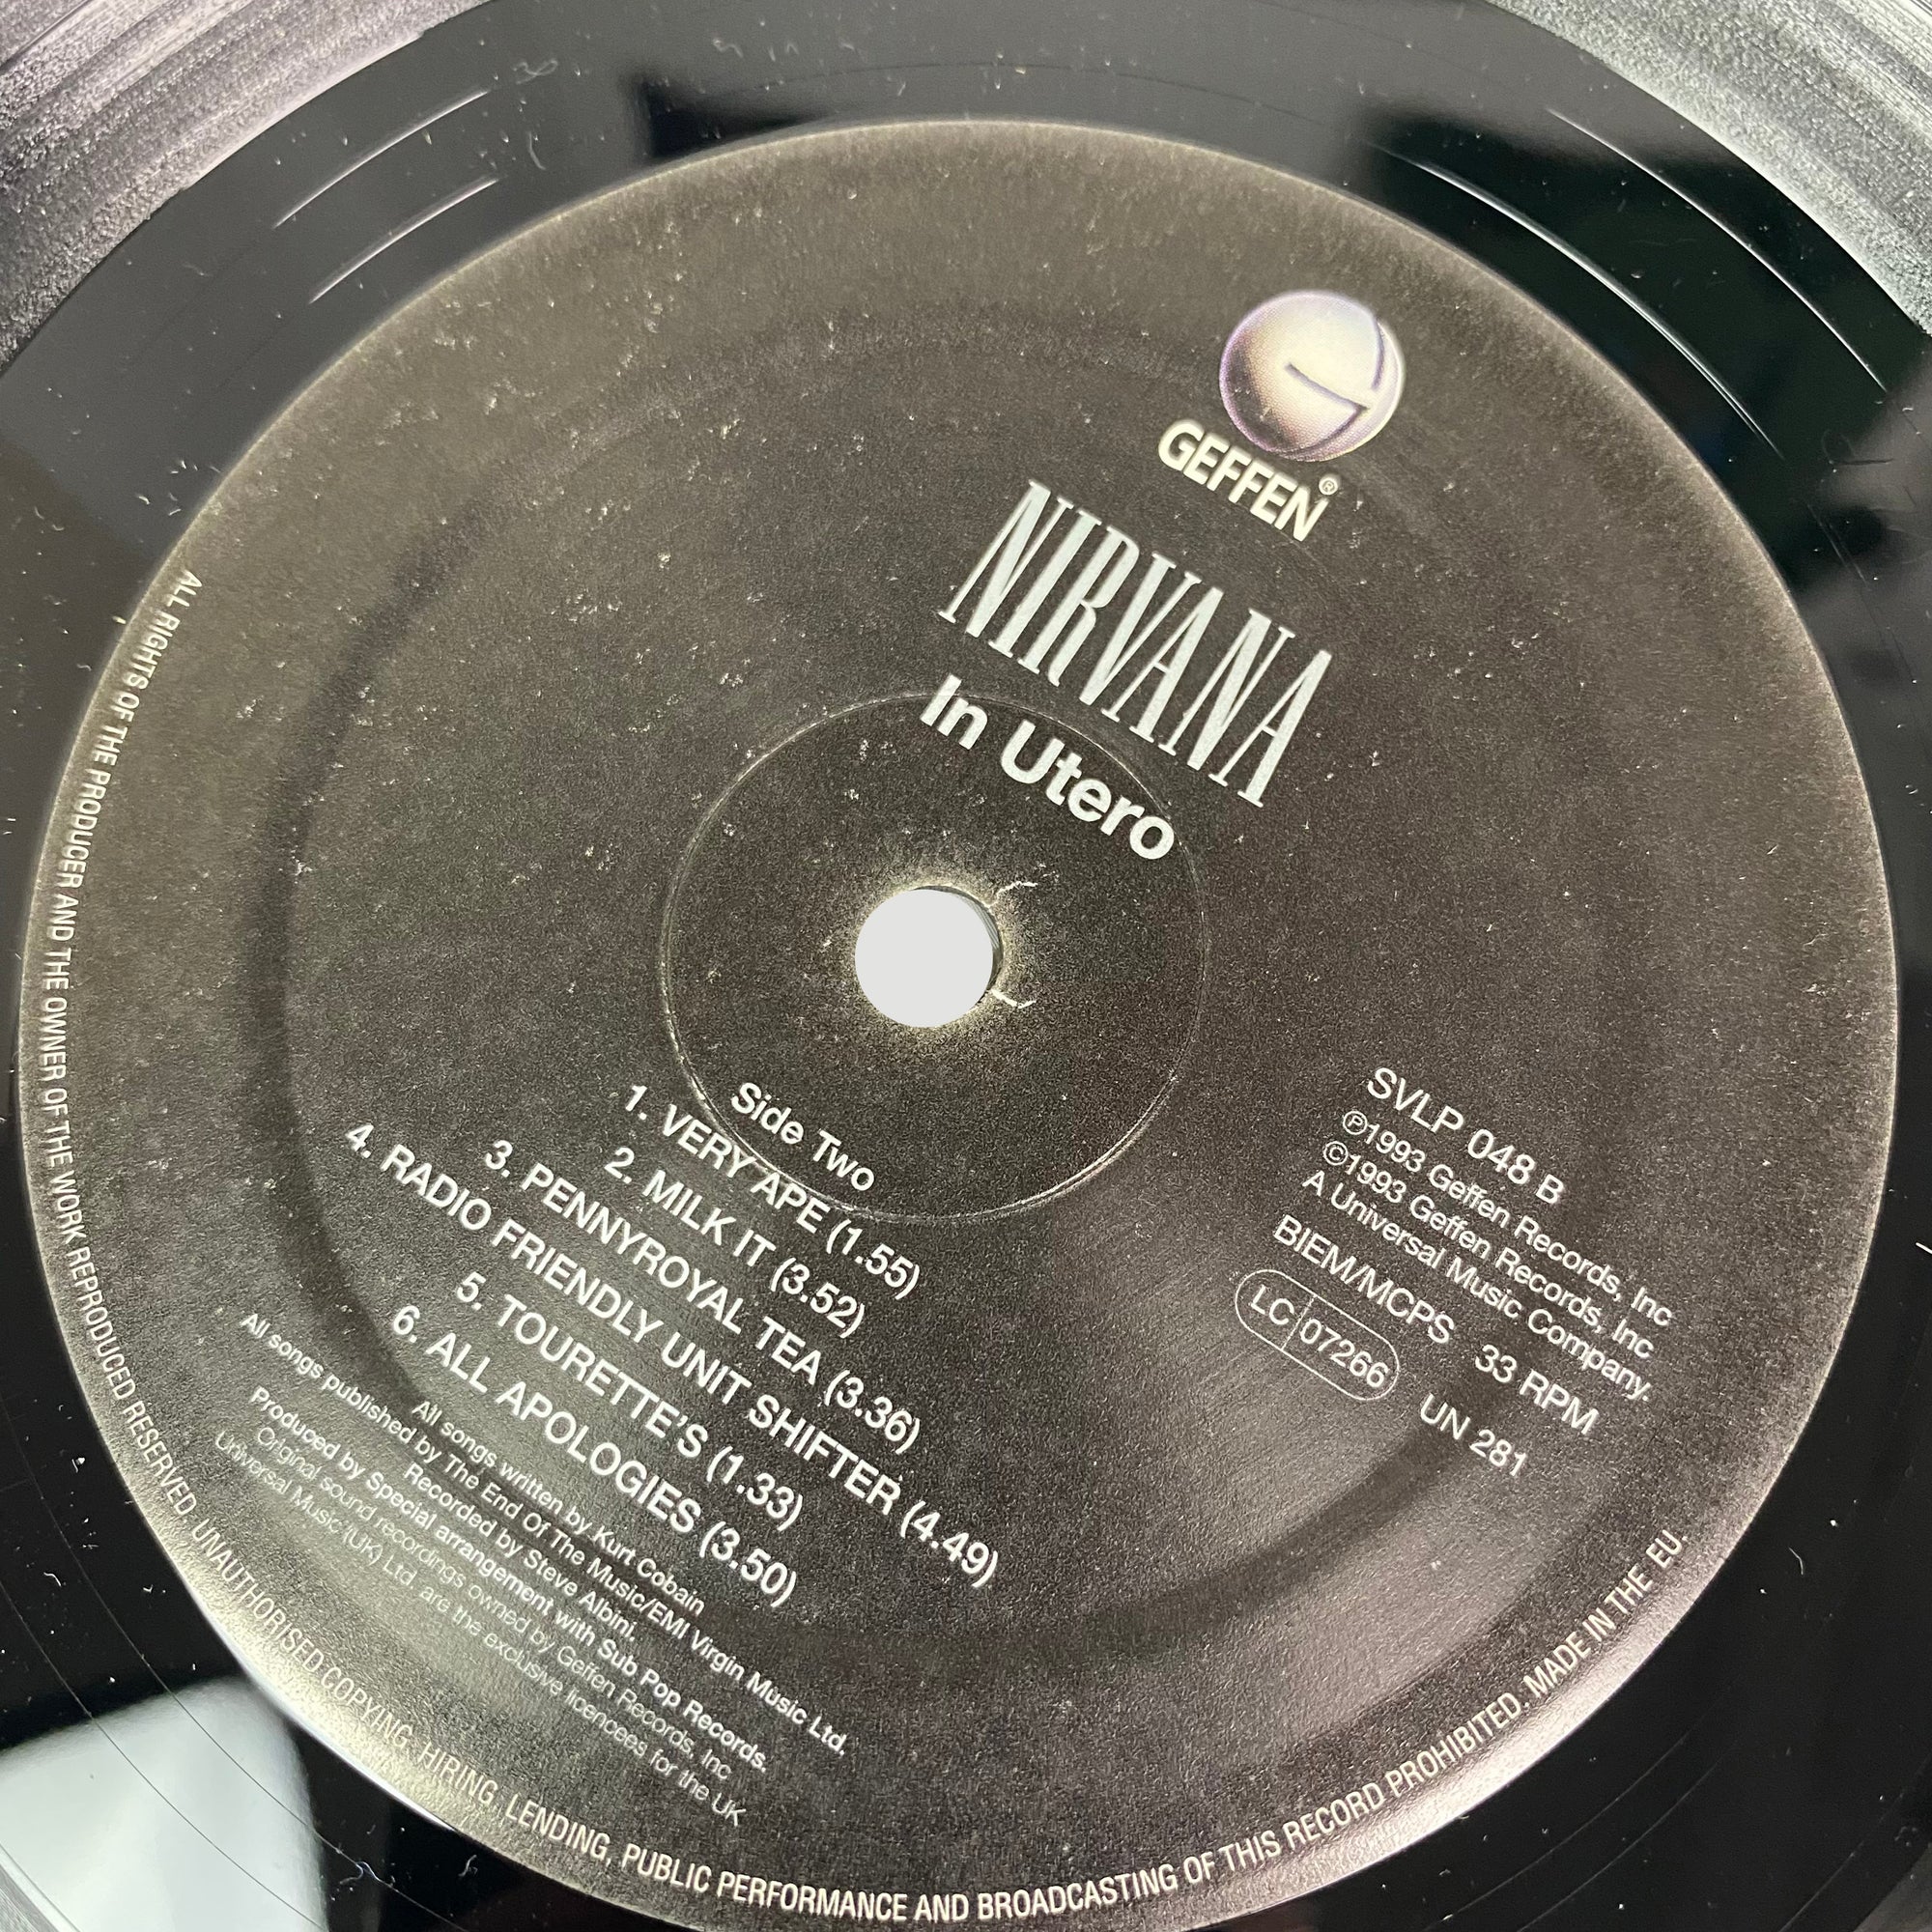 GEFFEN®
NIRVANA
In Utero
Side Two
1. VERY APE (1.55)
2. MILK IT (3.52)
3. PENNYROYAL TEA (3.36)
4. RADIO FRIENDLY UNIT SHIFTER (4.49)
5. TOURETTE'S (1.33)
6. ALL APOLOGIES (3.50)
All songs written by Kurt Cobain
All songs published by The End Of The Music/EMI Virgin Music Ltd.
Recorded by Steve Albini.
Produced by Special arrangement with Sub Pop Records.
Original sound recordings owned by Geffen Records, Inc
Universal Music (UK) Ltd. are the exclusive licencees for the UK
SVLP 048 B
℗1993 Geffen Records, Inc
©1993 Geffen Records, Inc
A Universal Music Company.
BIEM/MCPS 33 RPM
LC 07266 UN 281
ALL RIGHTS OF THE PRODUCER AND THE OWNER OF THE WORK REPRODUCED RESERVED. UNAUTHORISED COPYING, HIRING, LENDING, PUBLIC PERFORMANCE AND BROADCASTING OF THIS RECORD PROHIBITED. MADE IN THE EU.